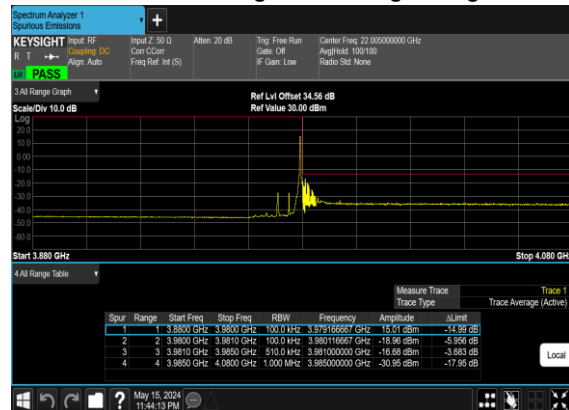 Spectrum Analyzer 1
Spurious Emissions
+
KEYSIGHT Input: RF Input Z: 50 Ω Atten: 20 dB Trig: Free Run Center Freq: 22.005000000 GHz
R T Coupling: DC Corr CCorr Gate: Off Avg|Hold: 100/100
Align: Auto Freq Ref: Int (S) IF Gain: Low Radio Std: None
LXI PASS
3 All Range Graph Ref Lvl Offset 34.56 dB
Scale/Div 10.0 dB Ref Value 30.00 dBm
Log
20.0
10.0
0.00
-10.0
-20.0
-30.0
-40.0
-50.0
-60.0
Start 3.880 GHz Stop 4.080 GHz
4 All Range Table
Measure Trace Trace 1
Trace Type Trace Average (Active)
Spur Range Start Freq Stop Freq RBW Frequency Amplitude ΔLimit
1 1 3.8800 GHz 3.9800 GHz 100.0 kHz 3.979166667 GHz 15.01 dBm -14.99 dB
2 2 3.9800 GHz 3.9810 GHz 100.0 kHz 3.980116667 GHz -18.96 dBm -5.956 dB
3 3 3.9810 GHz 3.9850 GHz 510.0 kHz 3.981000000 GHz -16.68 dBm -3.683 dB
4 4 3.9850 GHz 4.0800 GHz 1.000 MHz 3.985000000 GHz -30.95 dBm -17.95 dB
Local
? May 15, 2024
11:44:13 PM